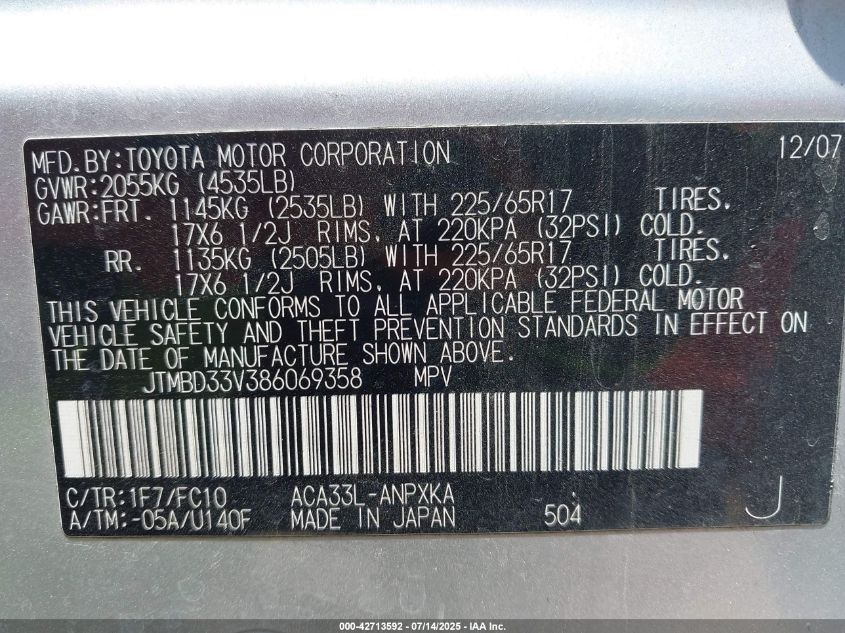 MFD.BY:TOYOTA MOTOR CORPORATION 12/07
GVWR:2055KG (4535LB)
GAWR:FRT. 1145KG (2535LB) WITH 225/65R17 TIRES,
17X6 1/2J RIMS, AT 220KPA (32PSI) COLD.
RR. 1135KG (2505LB) WITH 225/65R17 TIRES,
17X6 1/2J RIMS, AT 220KPA (32PSI) COLD.
THIS VEHICLE CONFORMS TO ALL APPLICABLE FEDERAL MOTOR
VEHICLE SAFETY AND THEFT PREVENTION STANDARDS IN EFFECT ON
THE DATE OF MANUFACTURE SHOWN ABOVE.
JTMBD33V386069358 MPV
C/TR:1F7/FC10 ACA33L-ANPXKA
A/TM:-05A/U140F MADE IN JAPAN 504 J
000-42713592 - 07/14/2025 - IAA Inc.